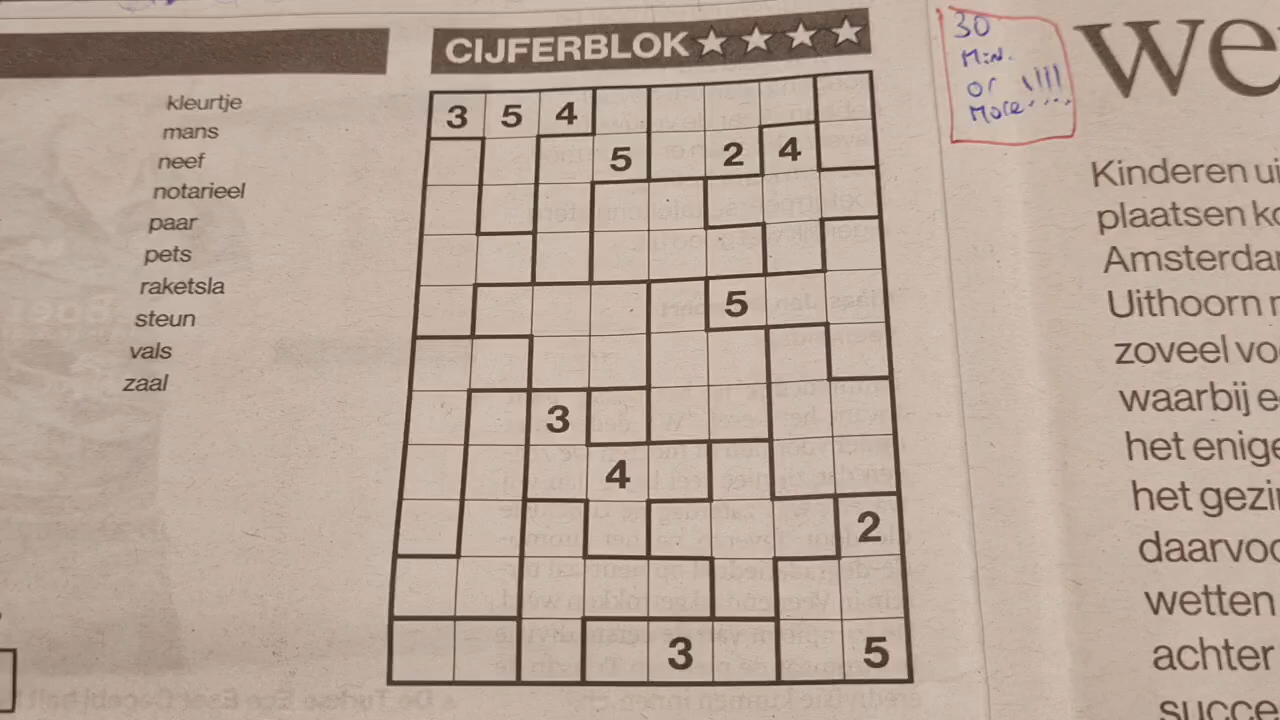 CIJFERBLOK
kleurtje
mans
neef
notarieel
paar
pets
raketsla
steun
vals
zaal
3 5 4
5 2 4
5
3
4
2
3 5
30
Min.
or !!!!
More.....
we
Kinderen ui
plaatsen ko
Amsterdar
Uithoorn r
zoveel vo
waarbij e
het enige
het gezir
daarvoo
werken
achter
succe